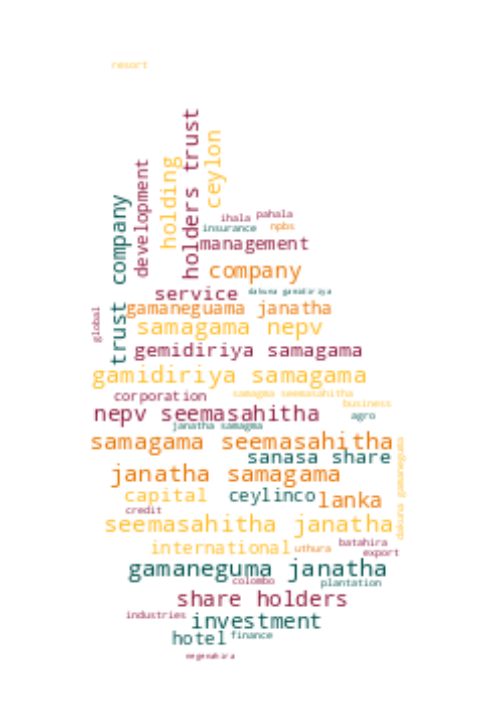 resort
holders trust
ceylon
holding
development
company
ihala
pahala
insurance
npbs
management
company
service
dakuna gamidiriya
global
trust
gamaneguama janatha
samagama nepv
gemidiriya samagama
gamidiriya samagama
corporation
samagma seemasahitha
business
nepv seemasahitha
agro
janatha samagma
samagama seemasahitha
dakuna gamaneguma
sanasa share
janatha samagama
capital
ceylinco
lanka
credit
seemasahitha janatha
international
uthura
batahira
export
gamaneguma janatha
colombo
plantation
share holders
industries
investment
hotel
finance
negenahira